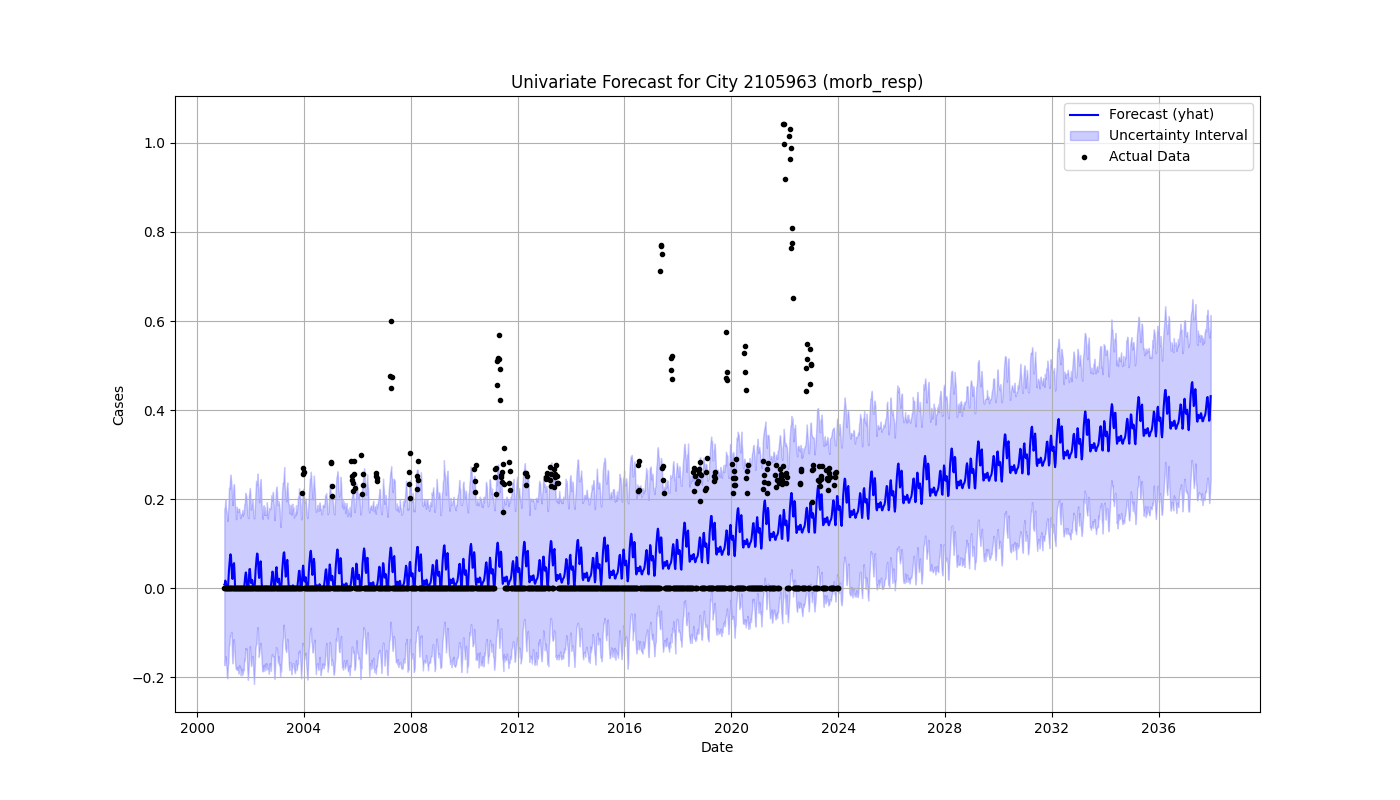 Univariate Forecast for City 2105963 (morb_resp)
Forecast (yhat)
Uncertainty Interval
Actual Data
Cases
1.0
0.8
0.6
0.4
0.2
0.0
−0.2
2000 2004 2008 2012 2016 2020 2024 2028 2032 2036
Date